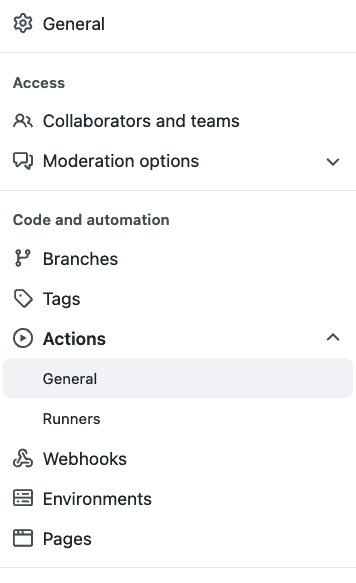 General
Access
Collaborators and teams
Moderation options
Code and automation
Branches
Tags
Actions
General
Runners
Webhooks
Environments
Pages